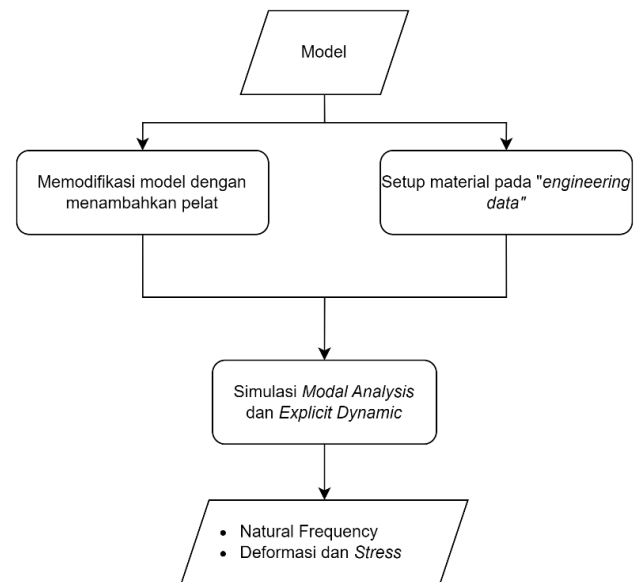 Model
Memodifikasi model dengan
menambahkan pelat
Setup material pada "engineering
data"
Simulasi Modal Analysis
dan Explicit Dynamic
• Natural Frequency
• Deformasi dan Stress